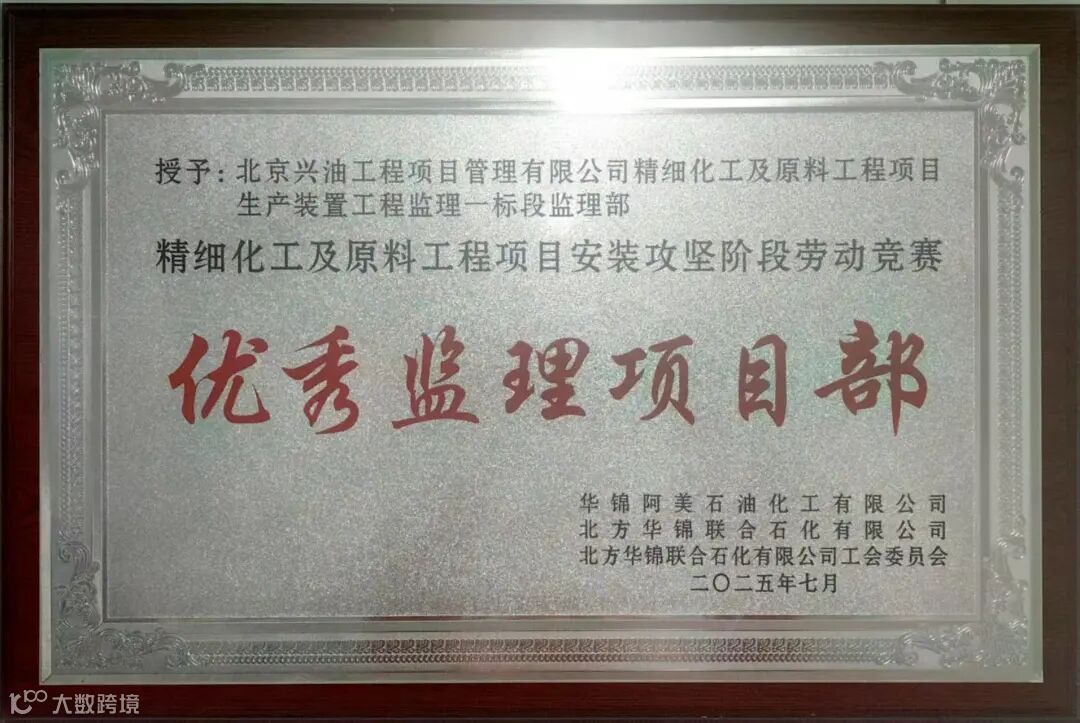 授予：北京兴油工程项目管理有限公司精细化工及原料工程项目
生产装置工程监理一标段监理部
精细化工及原料工程项目安装攻坚阶段劳动竞赛
优秀监理项目部
华锦阿美石油化工有限公司
北方华锦联合石化有限公司
北方华锦联合石化有限公司工会委员会
二〇二五年七月
大数跨境